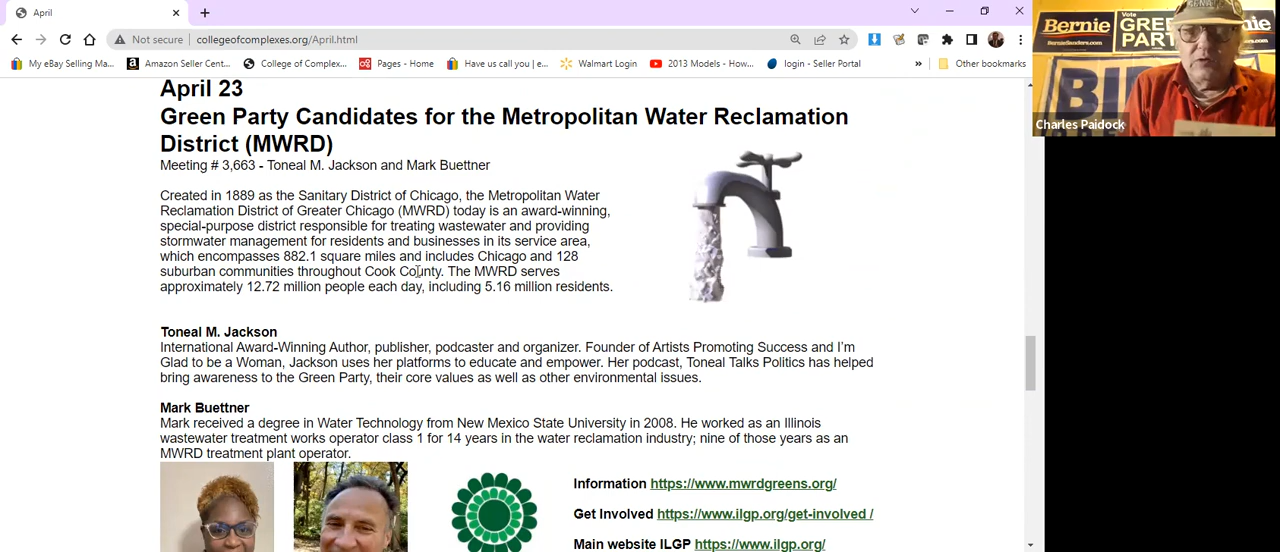 April
Not secure
collegeofcomplexes.org/April.html
My eBay Selling Ma...
Amazon Seller Cent...
College of Complex...
Pages - Home
Have us call you | e...
Walmart Login
2013 Models - How...
login - Seller Portal
»
Other bookmarks
April 23
Green Party Candidates for the Metropolitan Water Reclamation
District (MWRD)
Meeting # 3,663 - Toneal M. Jackson and Mark Buettner
Created in 1889 as the Sanitary District of Chicago, the Metropolitan Water
Reclamation District of Greater Chicago (MWRD) today is an award-winning,
special-purpose district responsible for treating wastewater and providing
stormwater management for residents and businesses in its service area,
which encompasses 882.1 square miles and includes Chicago and 128
suburban communities throughout Cook County. The MWRD serves
approximately 12.72 million people each day, including 5.16 million residents.
Toneal M. Jackson
International Award-Winning Author, publisher, podcaster and organizer. Founder of Artists Promoting Success and I'm
Glad to be a Woman, Jackson uses her platforms to educate and empower. Her podcast, Toneal Talks Politics has helped
bring awareness to the Green Party, their core values as well as other environmental issues.
Mark Buettner
Mark received a degree in Water Technology from New Mexico State University in 2008. He worked as an Illinois
wastewater treatment works operator class 1 for 14 years in the water reclamation industry; nine of those years as an
MWRD treatment plant operator.
Information https://www.mwrdgreens.org/
Get Involved https://www.ilgp.org/get-involved /
Main website ILGP https://www.ilgp.org/
Bernie
BernieSanders.com
Vote
GREEN
PARTY
Bernie
Charles Paidock